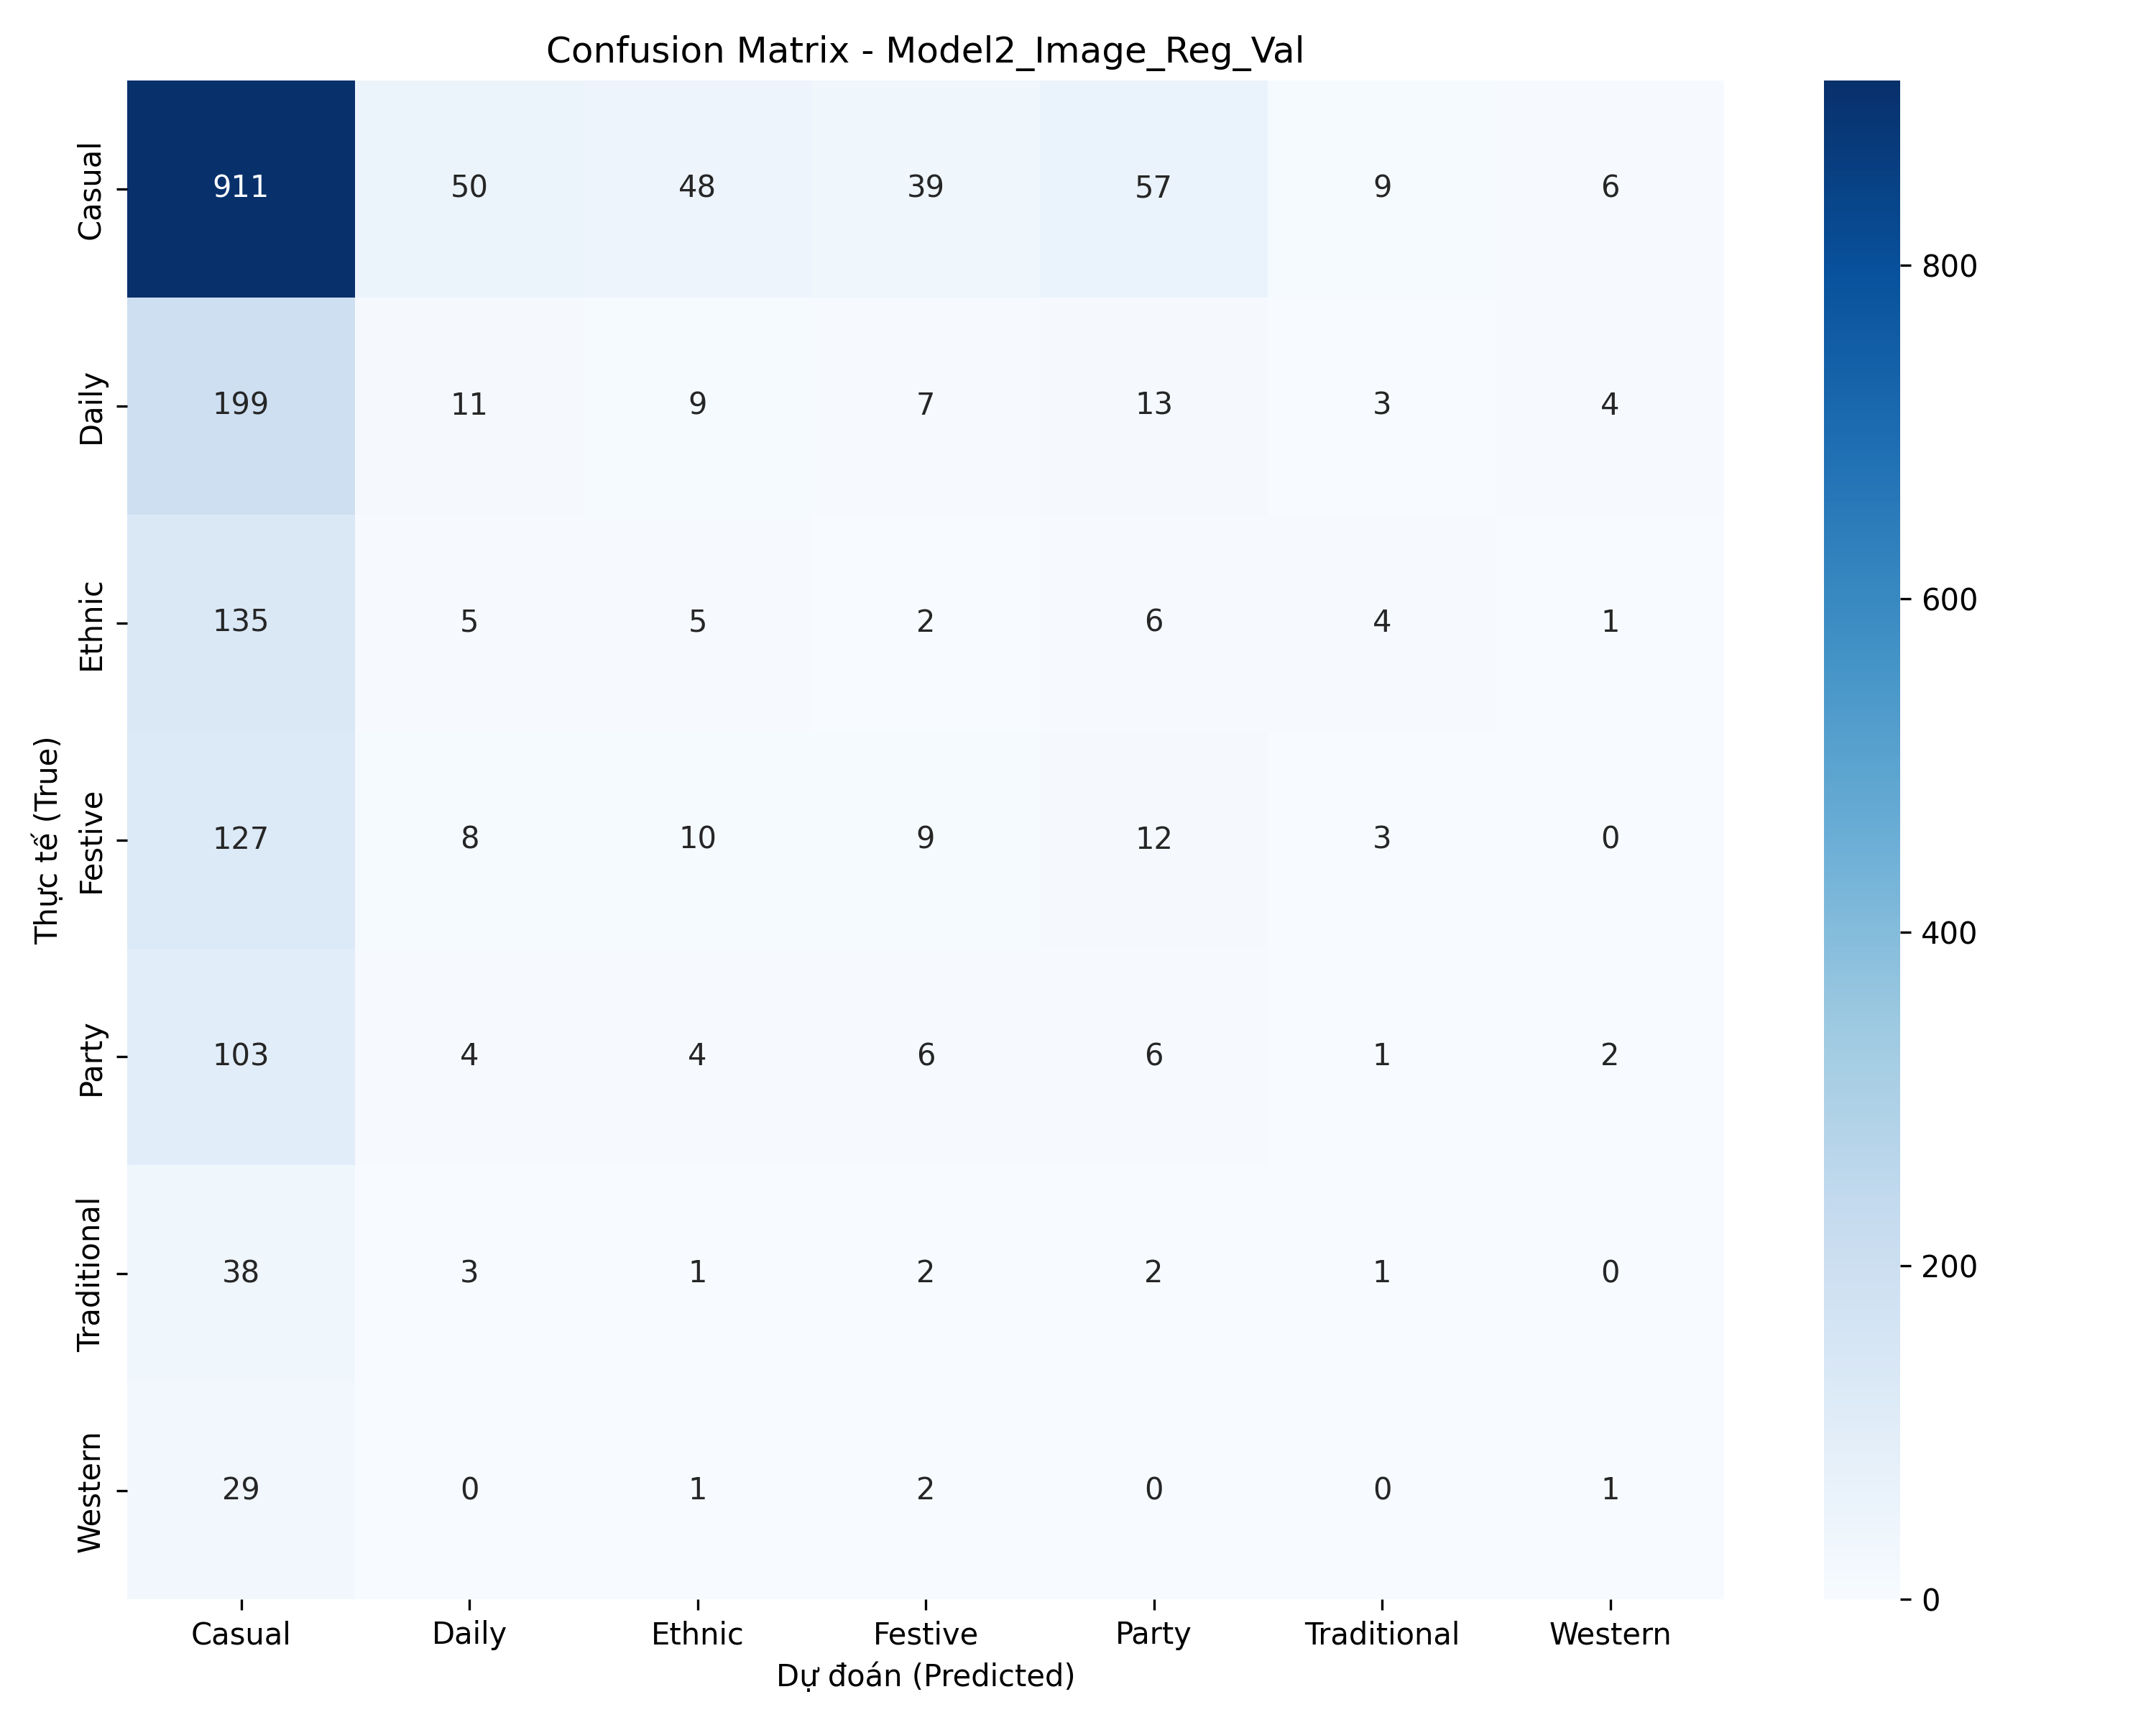 Confusion Matrix - Model2_Image_Reg_Val
Thực tế (True)
Casual 911 50 48 39 57 9 6
Daily 199 11 9 7 13 3 4
Ethnic 135 5 5 2 6 4 1
Festive 127 8 10 9 12 3 0
Party 103 4 4 6 6 1 2
Traditional 38 3 1 2 2 1 0
Western 29 0 1 2 0 0 1
Casual Daily Ethnic Festive Party Traditional Western
Dự đoán (Predicted)
800
600
400
200
0